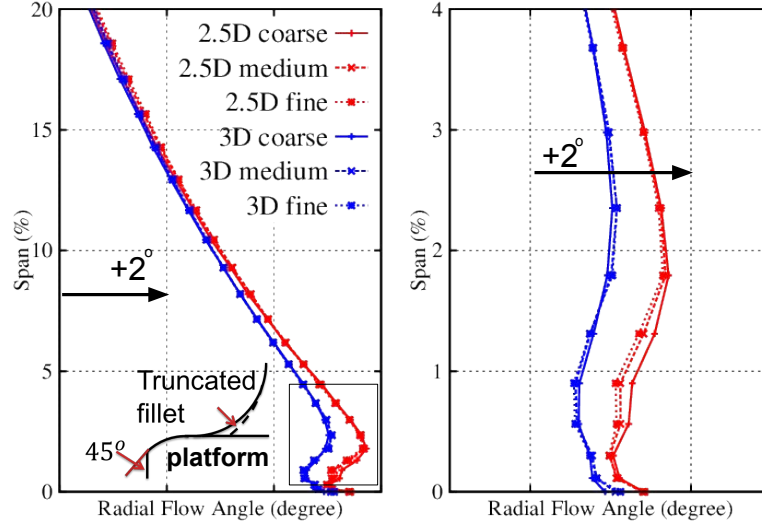 20
15
10
5
0
Span (%)
Radial Flow Angle (degree)
2.5D coarse
2.5D medium
2.5D fine
3D coarse
3D medium
3D fine
+2°
Truncated
fillet
45°
platform
4
3
2
1
0
Span (%)
Radial Flow Angle (degree)
+2°